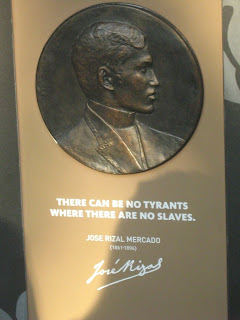 THERE CAN BE NO TYRANTS
WHERE THERE ARE NO SLAVES.
JOSE RIZAL MERCADO
(1861-1896)
José Rizal